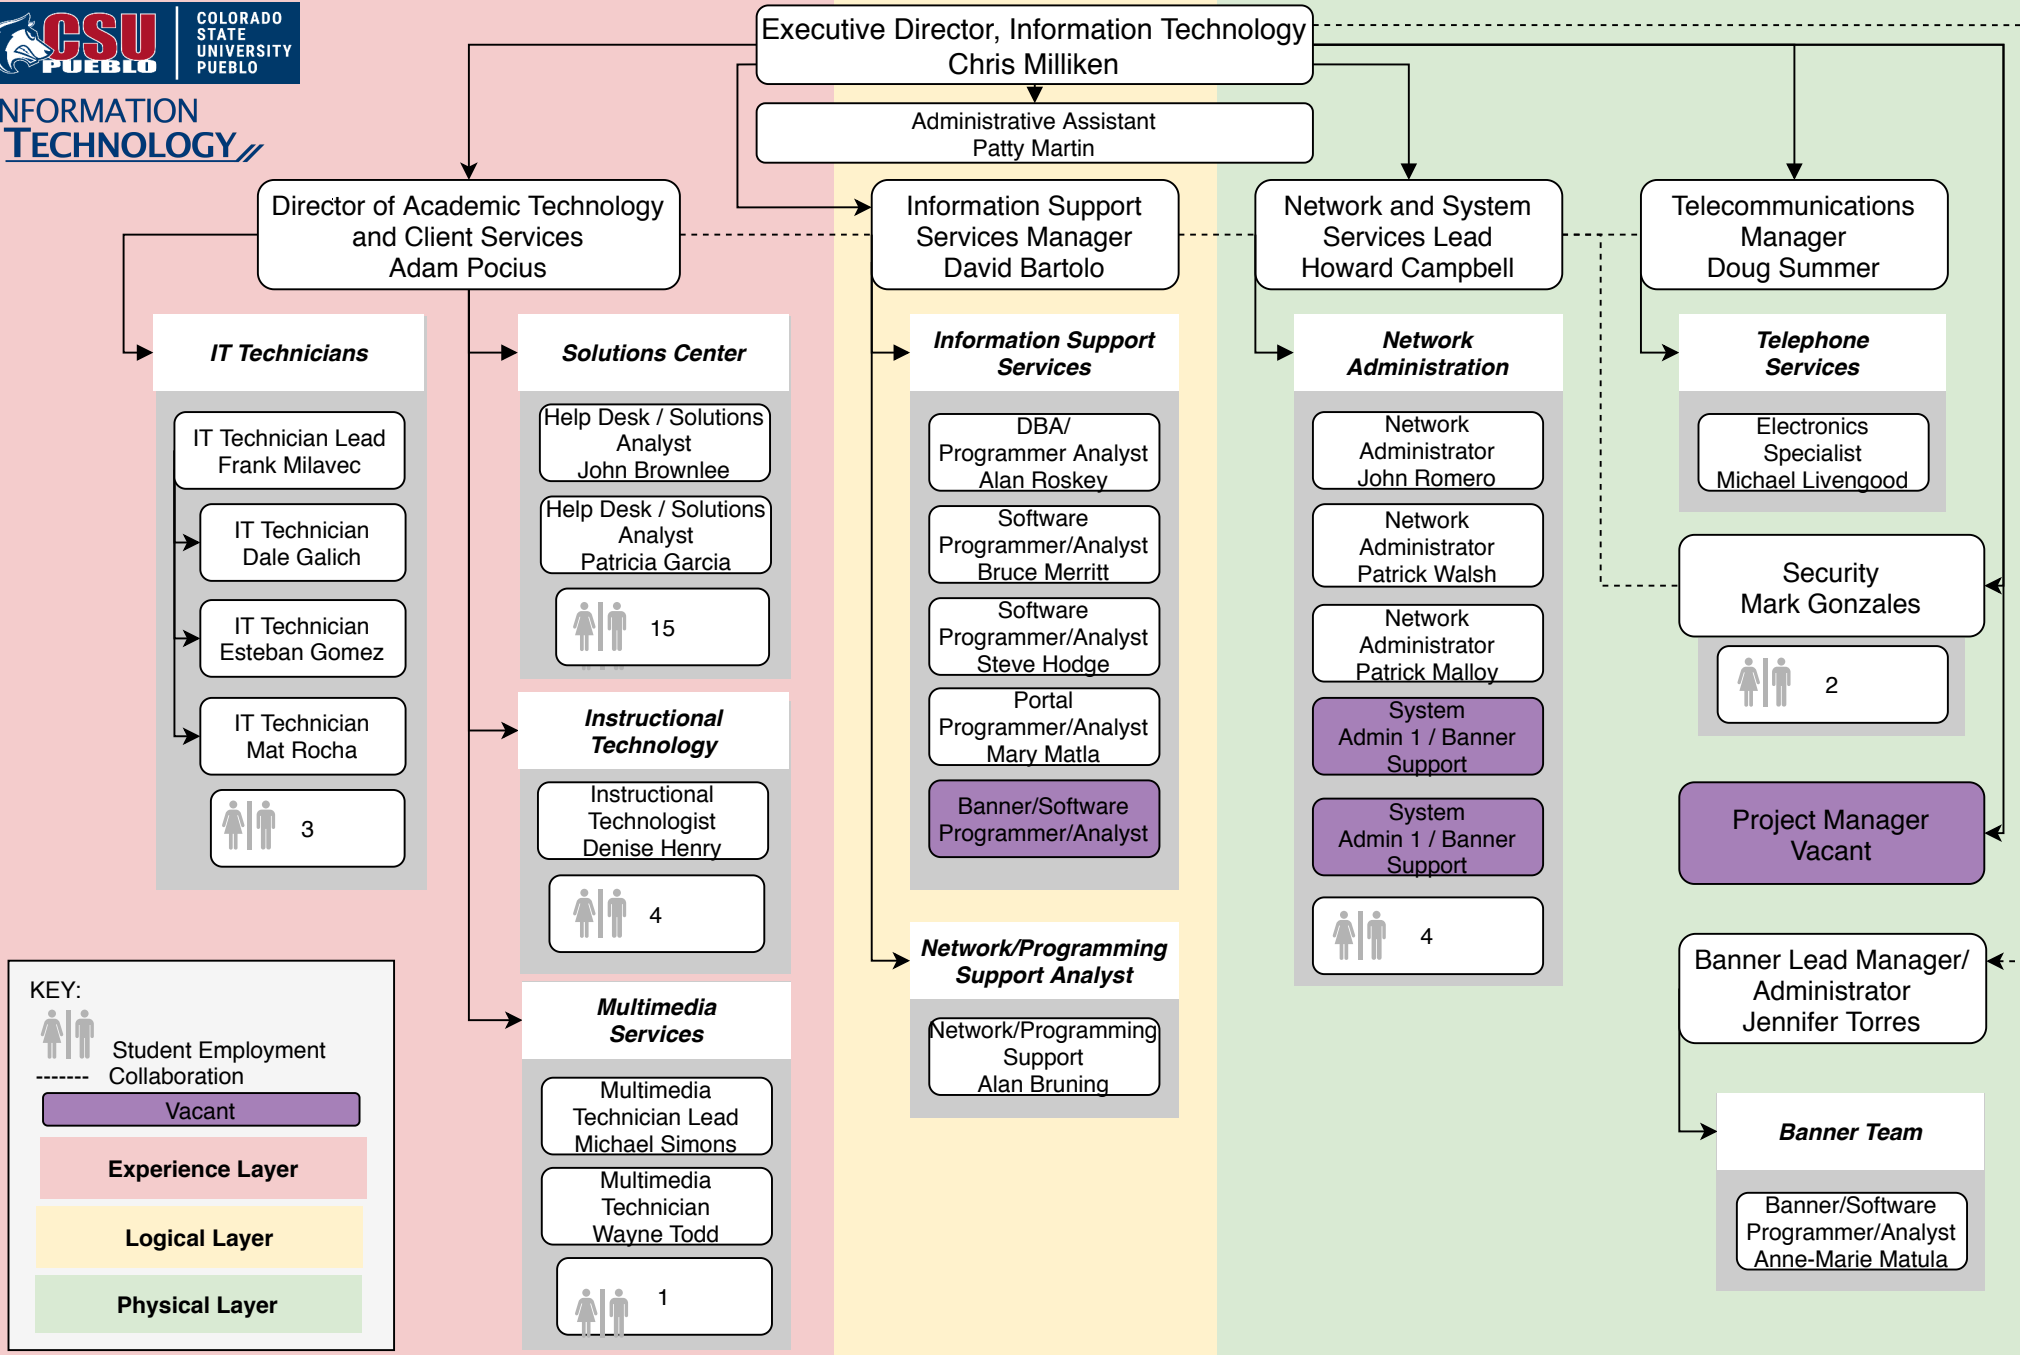 CSU
PUEBLO
COLORADO
STATE
UNIVERSITY
PUEBLO
NFORMATION
TECHNOLOGY
Executive Director, Information Technology
Chris Milliken
Administrative Assistant
Patty Martin
Director of Academic Technology
and Client Services
Adam Pocius
Information Support
Services Manager
David Bartolo
Network and System
Services Lead
Howard Campbell
Telecommunications
Manager
Doug Summer
IT Technicians
IT Technician Lead
Frank Milavec
IT Technician
Dale Galich
IT Technician
Esteban Gomez
IT Technician
Mat Rocha
3
Solutions Center
Help Desk / Solutions
Analyst
John Brownlee
Help Desk / Solutions
Analyst
Patricia Garcia
15
Instructional
Technology
Instructional
Technologist
Denise Henry
4
Multimedia
Services
Multimedia
Technician Lead
Michael Simons
Multimedia
Technician
Wayne Todd
1
Information Support
Services
DBA/
Programmer Analyst
Alan Roskey
Software
Programmer/Analyst
Bruce Merritt
Software
Programmer/Analyst
Steve Hodge
Portal
Programmer/Analyst
Mary Matla
Banner/Software
Programmer/Analyst
Network/Programming
Support Analyst
Network/Programming
Support
Alan Bruning
Network
Administration
Network
Administrator
John Romero
Network
Administrator
Patrick Walsh
Network
Administrator
Patrick Malloy
System
Admin 1 / Banner
Support
System
Admin 1 / Banner
Support
4
Telephone
Services
Electronics
Specialist
Michael Livengood
Security
Mark Gonzales
2
Project Manager
Vacant
Banner Lead Manager/
Administrator
Jennifer Torres
Banner Team
Banner/Software
Programmer/Analyst
Anne-Marie Matula
KEY:
Student Employment
Collaboration
Vacant
Experience Layer
Logical Layer
Physical Layer